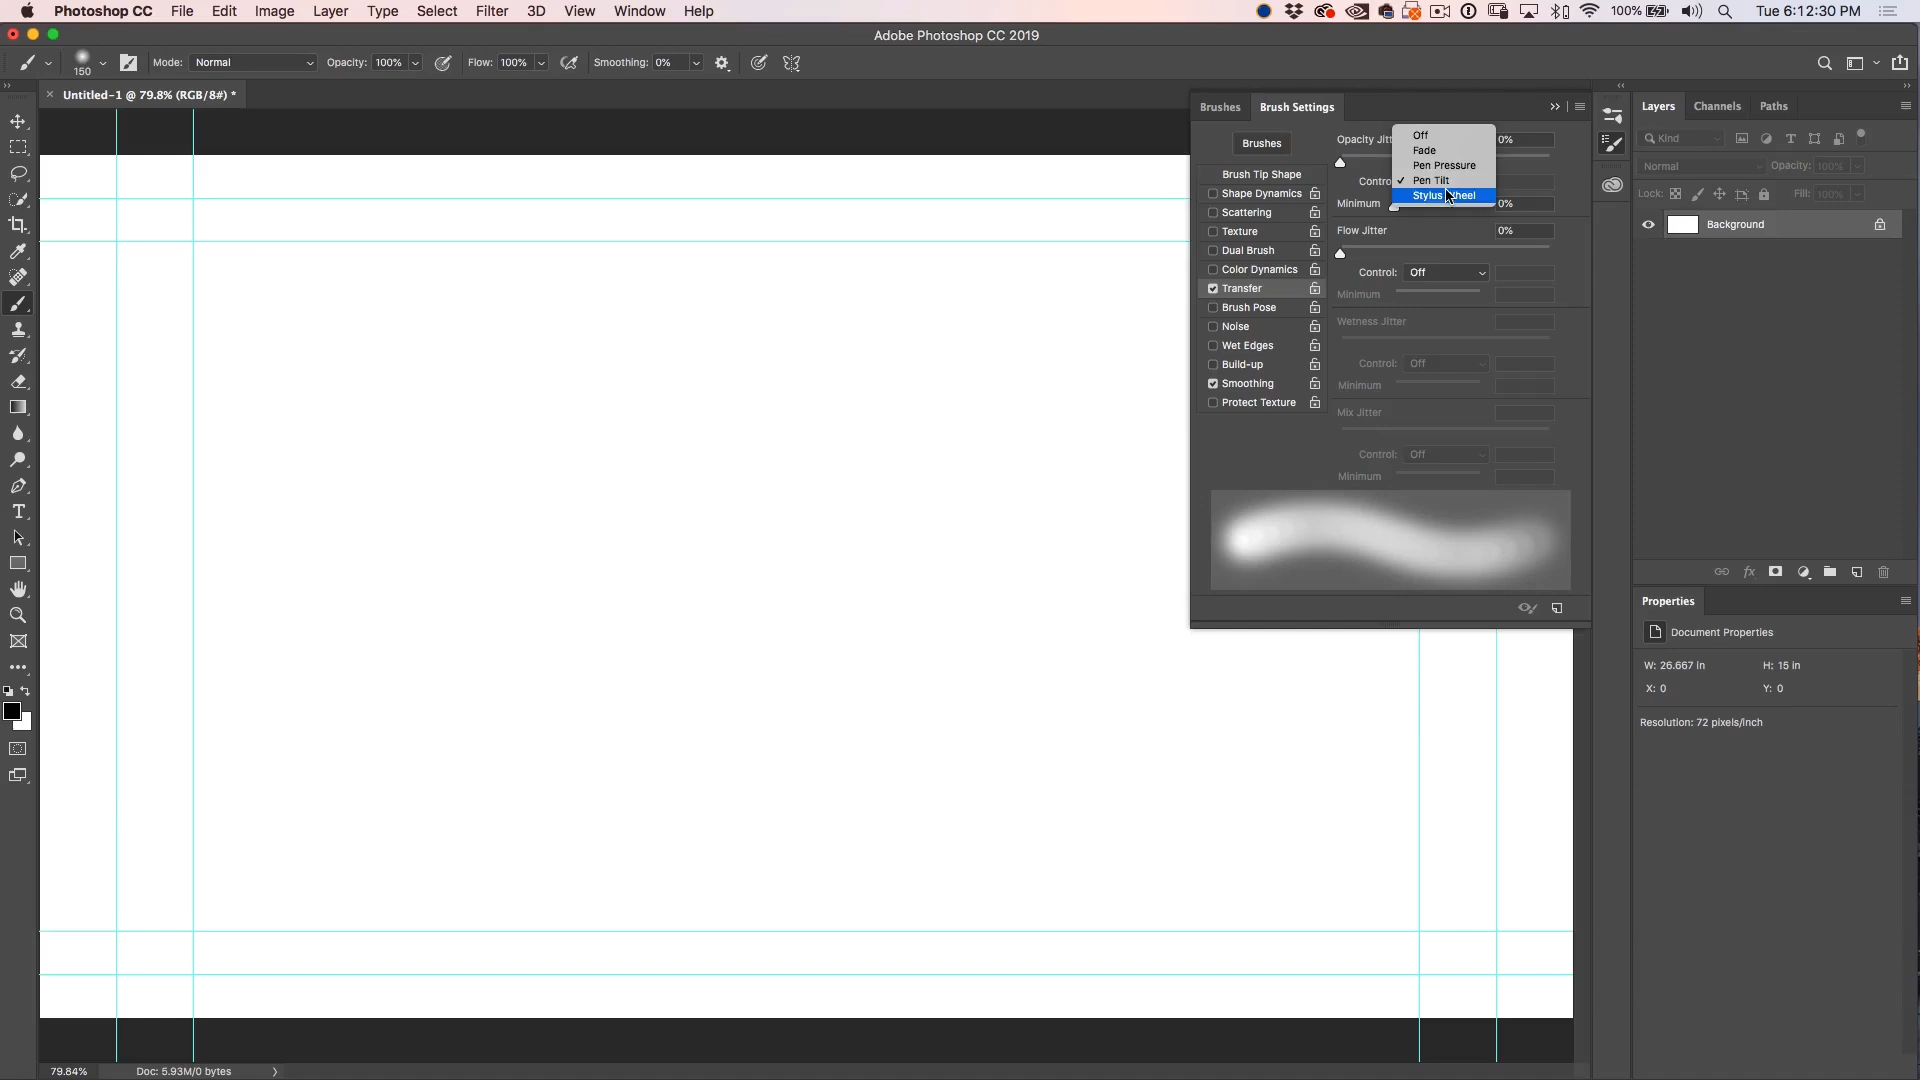 Photoshop CC File Edit Image Layer Type Select Filter 3D View Window Help 100% Tue 6:12:30 PM
Adobe Photoshop CC 2019
150 Mode: Normal Opacity: 100% Flow: 100% Smoothing: 0%
Untitled-1 @ 79.8% (RGB/8#) *
Brushes Brush Settings
Brushes
Brush Tip Shape
Shape Dynamics
Scattering
Texture
Dual Brush
Color Dynamics
Transfer
Brush Pose
Noise
Wet Edges
Build-up
Smoothing
Protect Texture
Opacity 0%
Off
Fade
Pen Pressure
Pen Tilt
Stylus
Minimum 0%
Flow Jitter 0%
Control: Off
Minimum
Wetness Jitter
Control: Off
Minimum
Mix Jitter
Control: Off
Minimum
Layers Channels Paths
Kind
Normal Opacity: 100%
Lock: Fill: 100%
Background
fx
Properties
Document Properties
W: 26.667 in H: 15 in
X: 0 Y: 0
Resolution: 72 pixels/inch
79.84% Doc: 5.93M/0 bytes